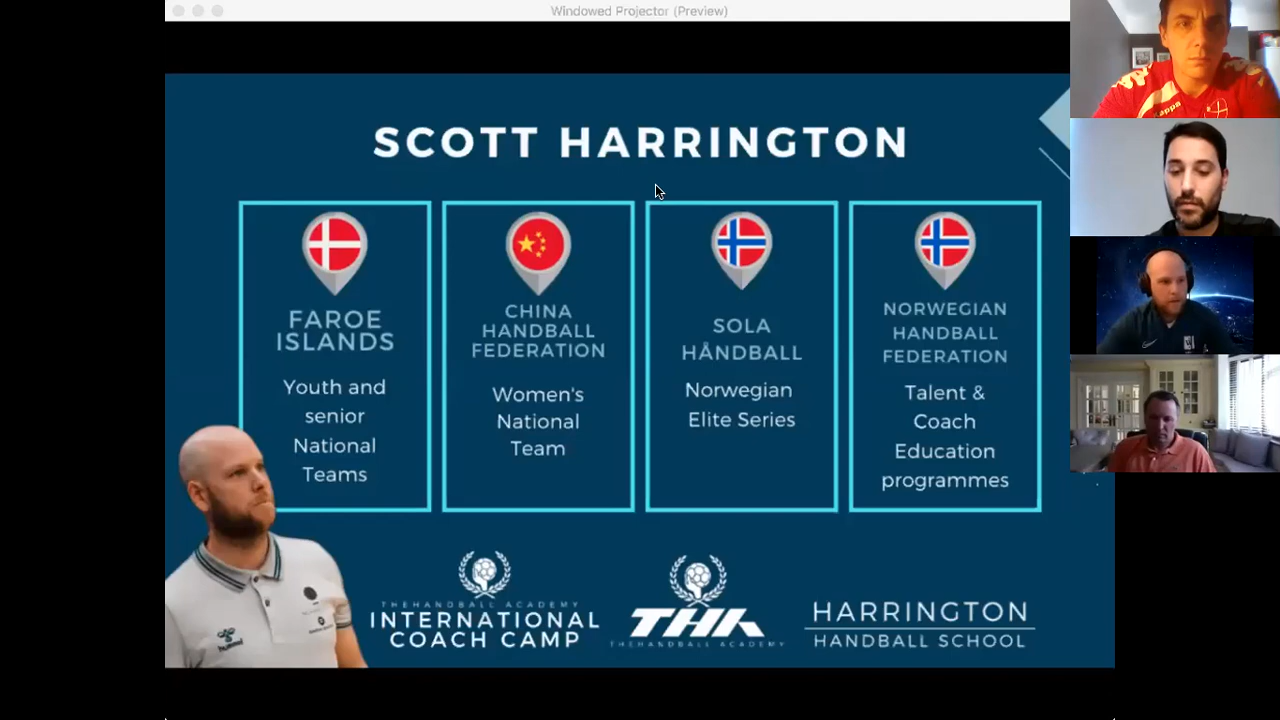 Windowed Projector (Preview)
SCOTT HARRINGTON
FAROE
ISLANDS
Youth and
senior
National
Teams
CHINA
HANDBALL
FEDERATION
Women's
National
Team
SOLA
HÅNDBALL
Norwegian
Elite Series
NORWEGIAN
HANDBALL
FEDERATION
Talent &
Coach
Education
programmes
THEHANDBALL ACADEMY
INTERNATIONAL
COACH CAMP
THA
THEHANDBALL ACADEMY
HARRINGTON
HANDBALL SCHOOL
hummel
Kappa